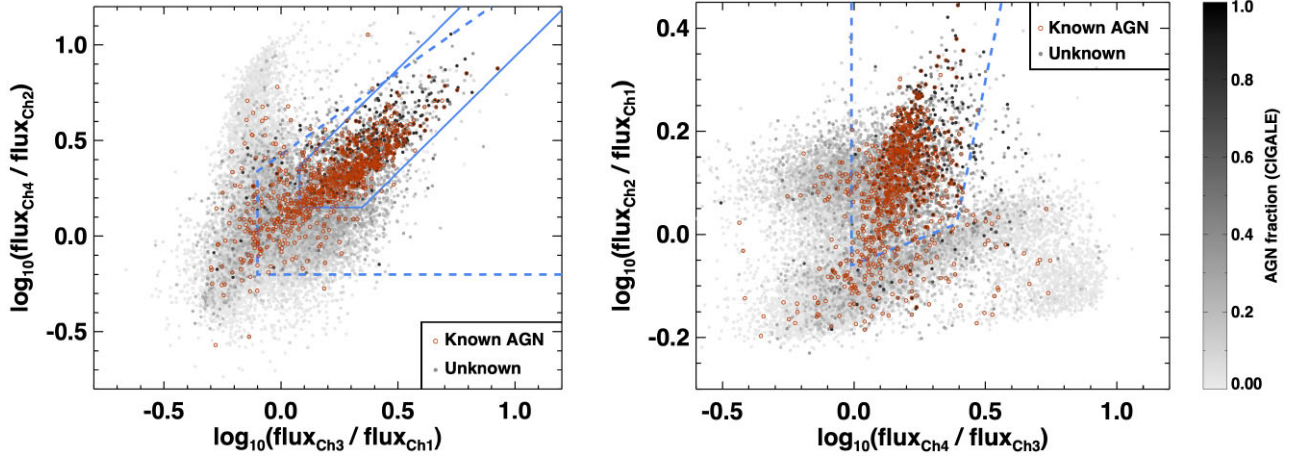 1.0
0.5
0.0
-0.5
log10(fluxCh4 / fluxCh2)
Known AGN
Unknown
-0.5
0.0
0.5
1.0
log10(fluxCh3 / fluxCh1)
0.4
0.2
0.0
-0.2
log10(fluxCh2 / fluxCh1)
Known AGN
Unknown
-0.5
0.0
0.5
1.0
log10(fluxCh4 / fluxCh3)
1.0
0.8
0.6
0.4
0.2
0.00
AGN fraction (CIGALE)